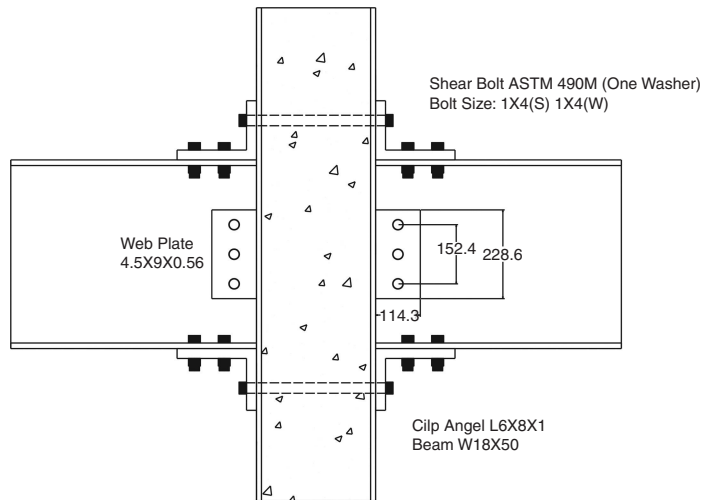 Shear Bolt ASTM 490M (One Washer)
Bolt Size: 1X4(S) 1X4(W)
Web Plate
4.5X9X0.56
152.4
228.6
114.3
Cilp Angel L6X8X1
Beam W18X50